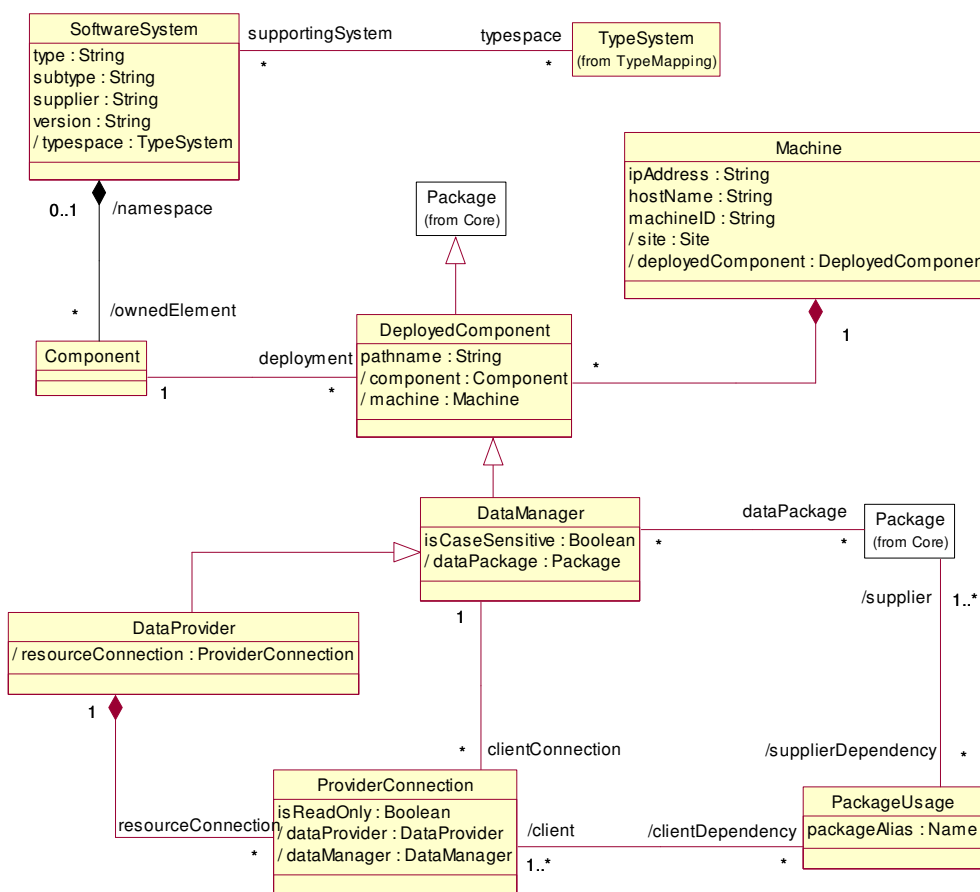 SoftwareSystem
type : String
subtype : String
supplier : String
version : String
/ typespace : TypeSystem
supportingSystem
typespace
*
*
TypeSystem
(from TypeMapping)
Machine
ipAddress : String
hostName : String
machineID : String
/ site : Site
/ deployedComponent : DeployedComponent
0..1
/namespace
Package
(from Core)
*
/ownedElement
Component
1
deployment
*
DeployedComponent
pathname : String
/ component : Component
/ machine : Machine
*
1
DataManager
isCaseSensitive : Boolean
/ dataPackage : Package
dataPackage
*
*
Package
(from Core)
/supplier
1..*
DataProvider
/ resourceConnection : ProviderConnection
1
1
*
clientConnection
/supplierDependency
*
ProviderConnection
isReadOnly : Boolean
/ dataProvider : DataProvider
/ dataManager : DataManager
resourceConnection
*
/client
1..*
/clientDependency
*
PackageUsage
packageAlias : Name